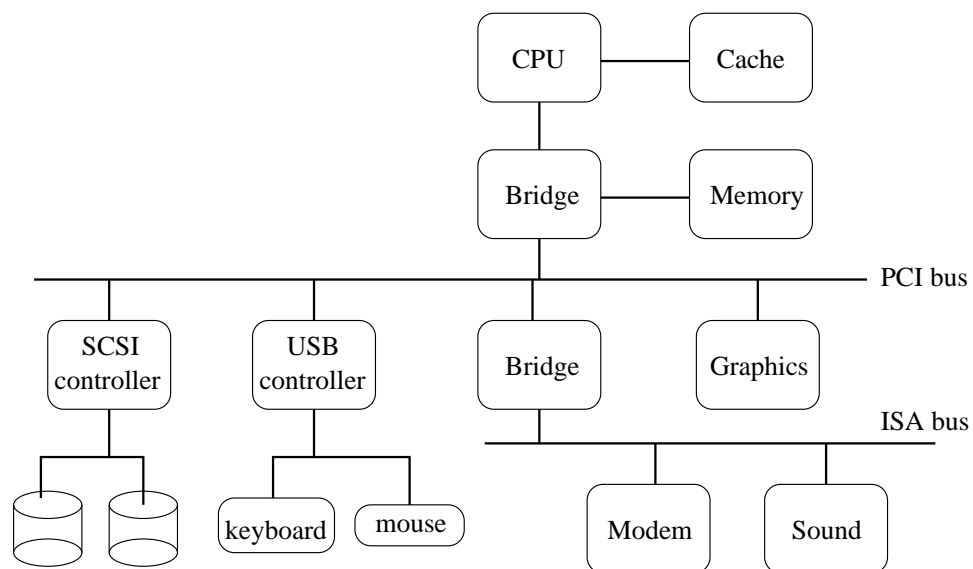 CPU
Cache
Bridge
Memory
PCI bus
SCSI
controller
USB
controller
Bridge
Graphics
ISA bus
keyboard
mouse
Modem
Sound